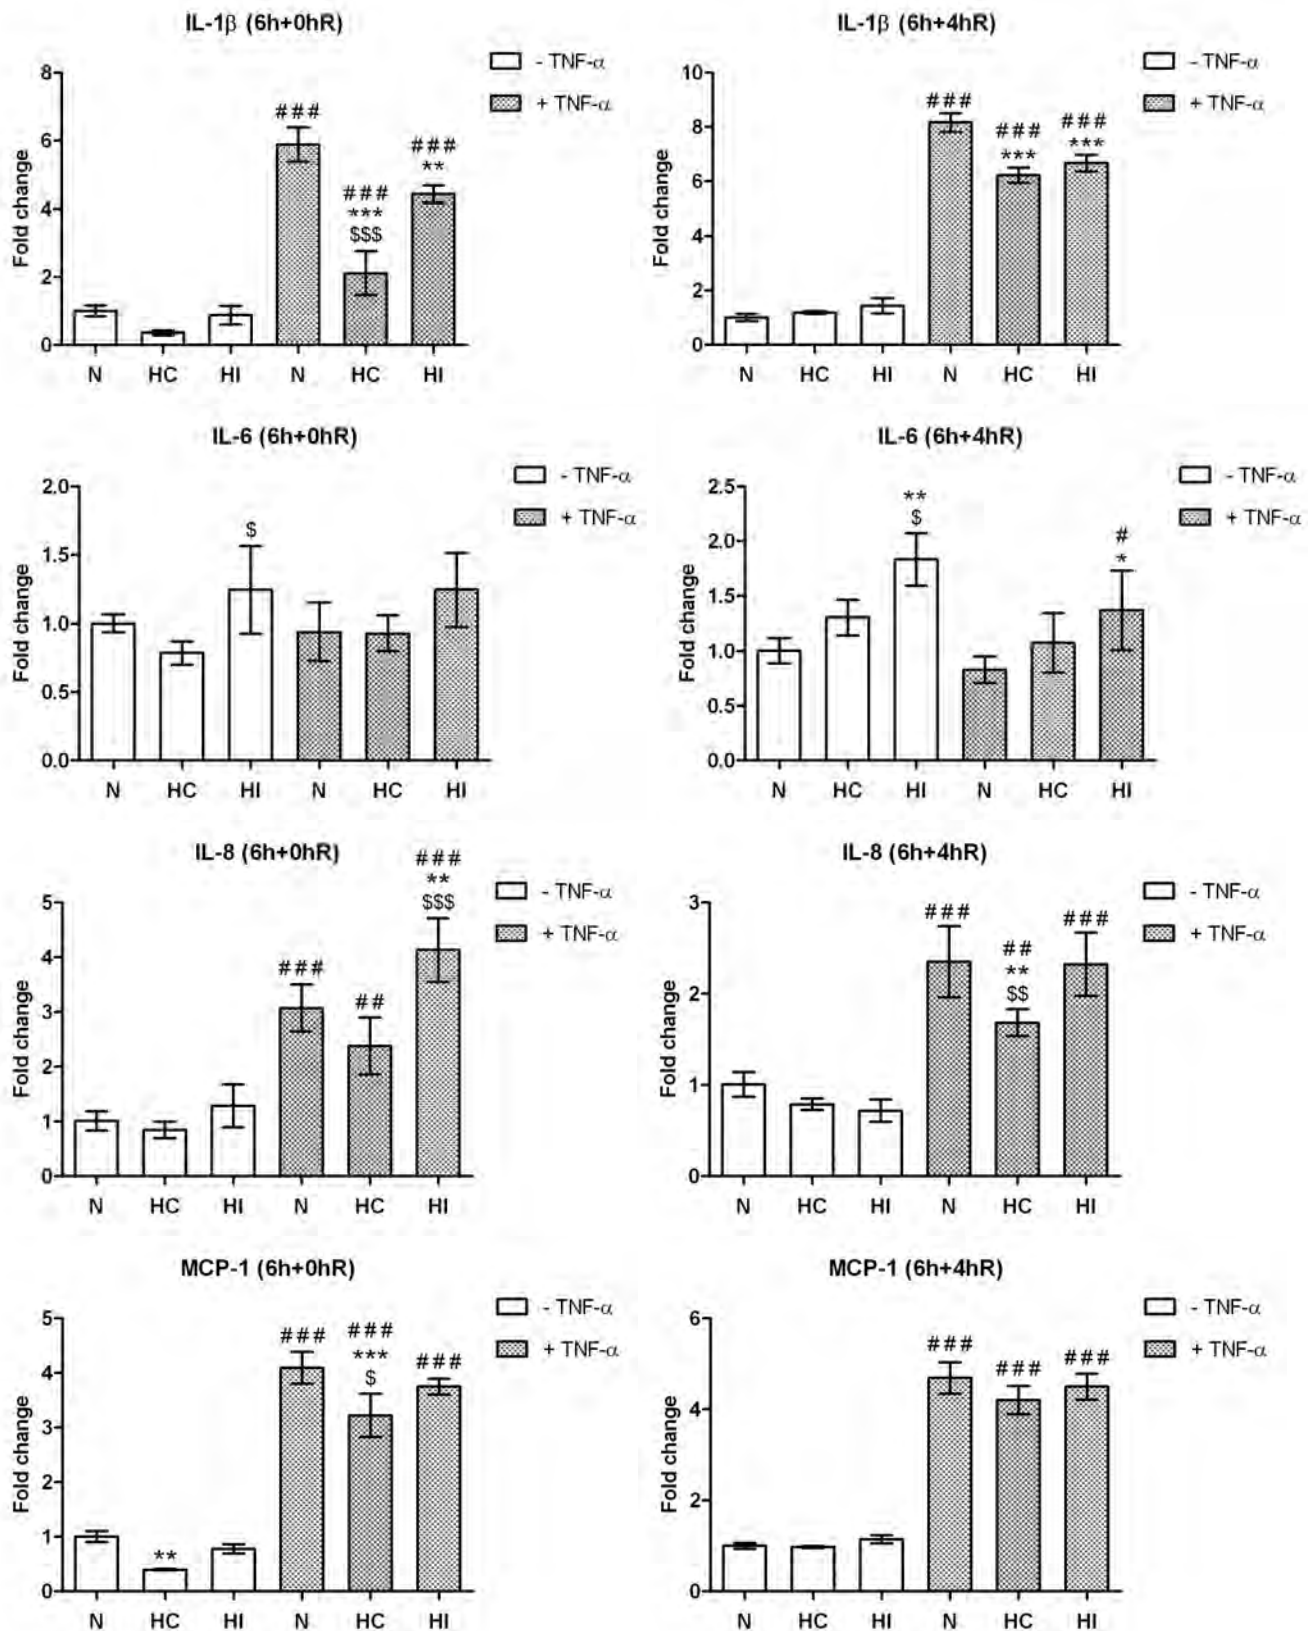 IL-1β (6h+0hR)
- TNF-α
+ TNF-α
Fold change
8
6
4
2
0
###
###
***
$$$
###
**
N HC HI N HC HI
IL-1β (6h+4hR)
- TNF-α
+ TNF-α
Fold change
10
8
6
4
2
0
###
###
***
###
***
N HC HI N HC HI
IL-6 (6h+0hR)
- TNF-α
+ TNF-α
Fold change
2.0
1.5
1.0
0.5
0.0
$
N HC HI N HC HI
IL-6 (6h+4hR)
- TNF-α
+ TNF-α
Fold change
2.5
2.0
1.5
1.0
0.5
0.0
**
$
#
*
N HC HI N HC HI
IL-8 (6h+0hR)
- TNF-α
+ TNF-α
Fold change
5
4
3
2
1
0
###
##
###
**
$$$
N HC HI N HC HI
IL-8 (6h+4hR)
- TNF-α
+ TNF-α
Fold change
3
2
1
0
###
##
**
$$
###
N HC HI N HC HI
MCP-1 (6h+0hR)
- TNF-α
+ TNF-α
Fold change
5
4
3
2
1
0
**
###
###
***
$
###
N HC HI N HC HI
MCP-1 (6h+4hR)
- TNF-α
+ TNF-α
Fold change
6
4
2
0
###
###
###
N HC HI N HC HI